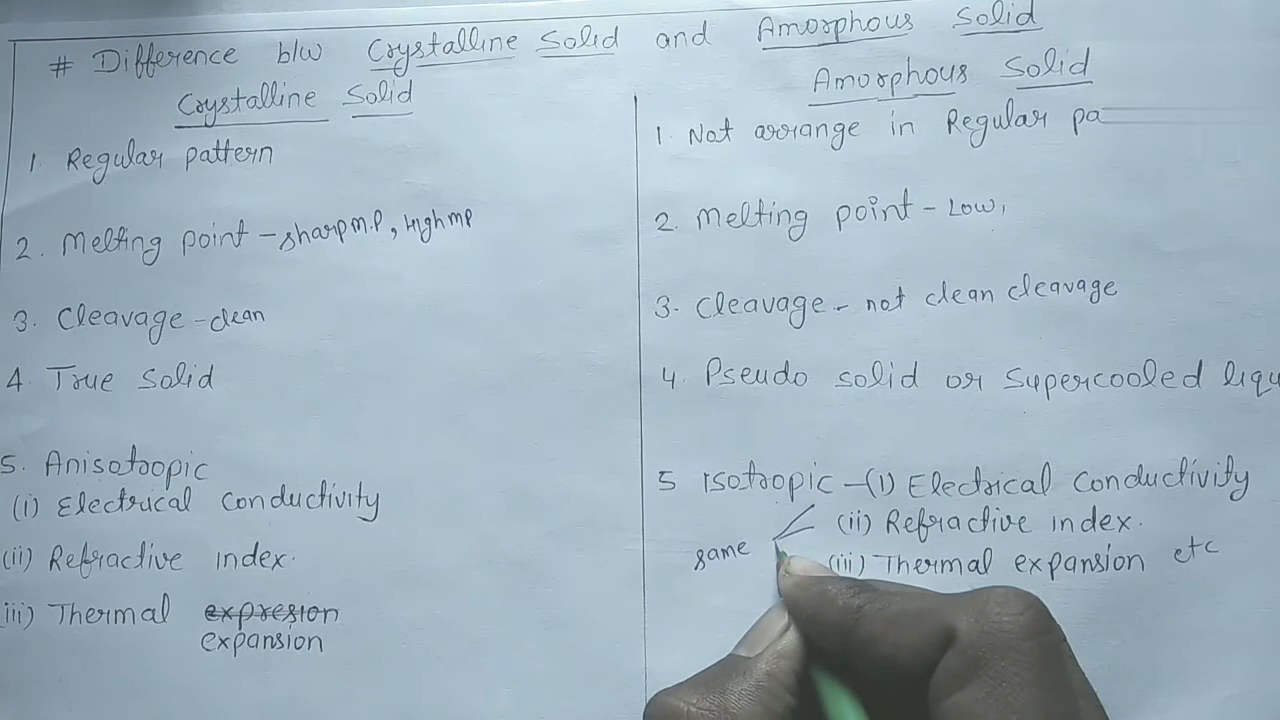 # Difference b/w Crystalline Solid and Amorphous Solid
Crystalline Solid
1. Regular pattern
2. Melting point - sharp m.p, High mp
3. Cleavage - clean
4. True Solid
5. Anisotropic
(i) Electrical conductivity
(ii) Refractive index.
(iii) Thermal expresion
expansion
Amorphous Solid
1. Not arrange in Regular pa
2. Melting point - Low,
3. Cleavage - not clean cleavage
4. Pseudo solid or Supercooled liqu
5 Isotropic - (i) Electrical Conductivity
(ii) Refractive index.
same (iii) Thermal expansion etc